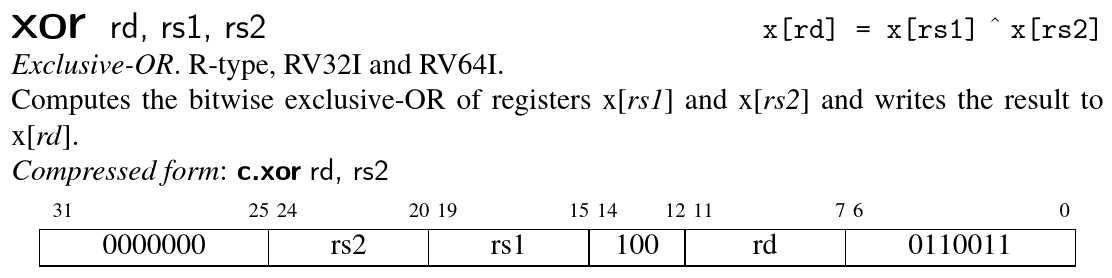 xor rd, rs1, rs2 x[rd] = x[rs1] ^ x[rs2]
Exclusive-OR. R-type, RV32I and RV64I.
Computes the bitwise exclusive-OR of registers x[rs1] and x[rs2] and writes the result to
x[rd].
Compressed form: c.xor rd, rs2
31 25 24 20 19 15 14 12 11 7 6 0
0000000 rs2 rs1 100 rd 0110011